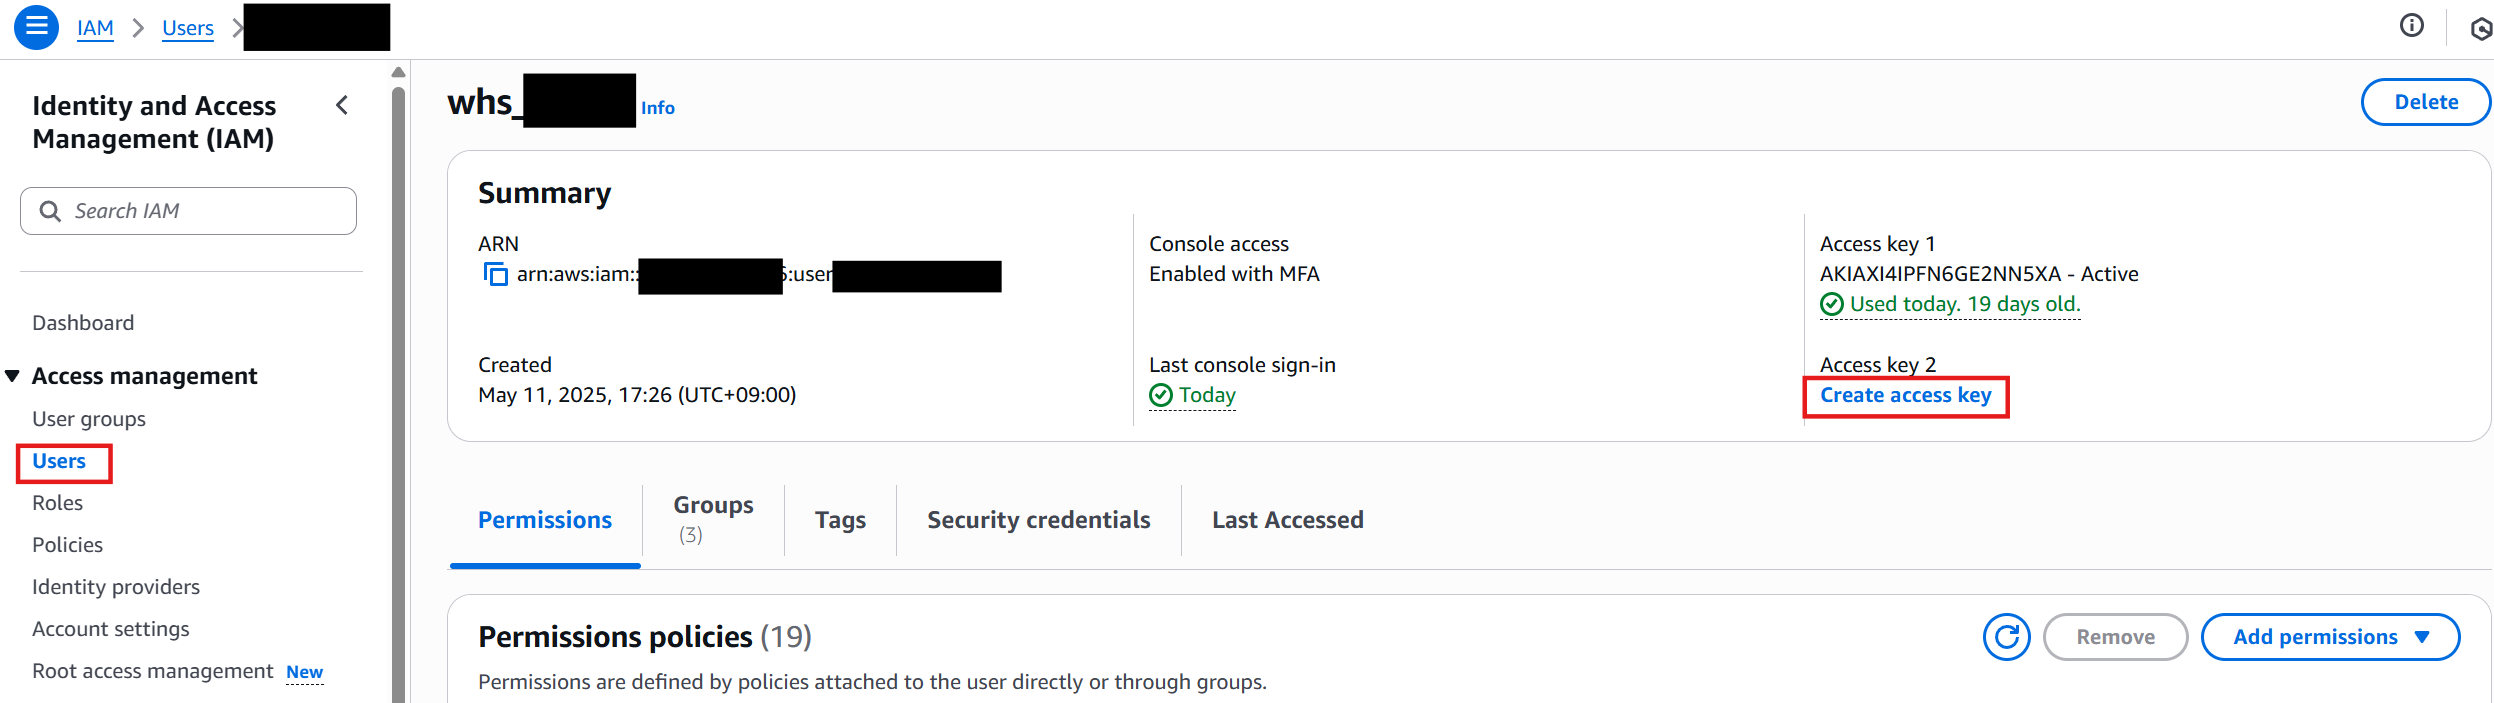 IAM > Users >
Identity and Access
Management (IAM)
Search IAM
Dashboard
Access management
User groups
Users
Roles
Policies
Identity providers
Account settings
Root access management New
whs_ Info
Delete
Summary
ARN
arn:aws:iam:: :user
Created
May 11, 2025, 17:26 (UTC+09:00)
Console access
Enabled with MFA
Last console sign-in
Today
Access key 1
AKIAXI4IPFN6GE2NN5XA - Active
Used today. 19 days old.
Access key 2
Create access key
Permissions
Groups
(3)
Tags
Security credentials
Last Accessed
Permissions policies (19)
Remove
Add permissions
Permissions are defined by policies attached to the user directly or through groups.